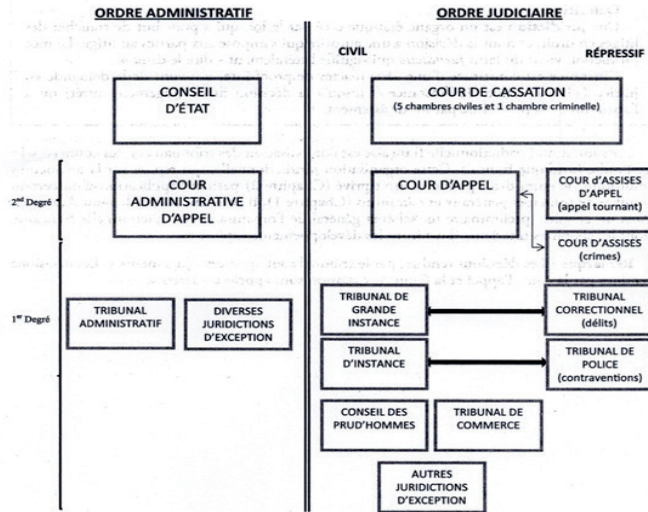 ORDRE ADMINISTRATIF
ORDRE JUDICIAIRE
CIVIL
RÉPRESSIF
CONSEIL
D'ÉTAT
COUR DE CASSATION
(5 chambres civiles et 1 chambre criminelle)
2nd Degré
COUR
ADMINISTRATIVE
D'APPEL
COUR D'APPEL
COUR d'ASSISES
D'APPEL
(appel tournant)
COUR D'ASSISES
(crimes)
1er Degré
TRIBUNAL
ADMINISTRATIF
DIVERSES
JURIDICTIONS
D'EXCEPTION
TRIBUNAL DE
GRANDE
INSTANCE
TRIBUNAL
CORRECTIONNEL
(délits)
TRIBUNAL
D'INSTANCE
TRIBUNAL DE
POLICE
(contraventions)
CONSEIL DES
PRUD'HOMMES
TRIBUNAL DE
COMMERCE
AUTRES
JURIDICTIONS
D'EXCEPTION